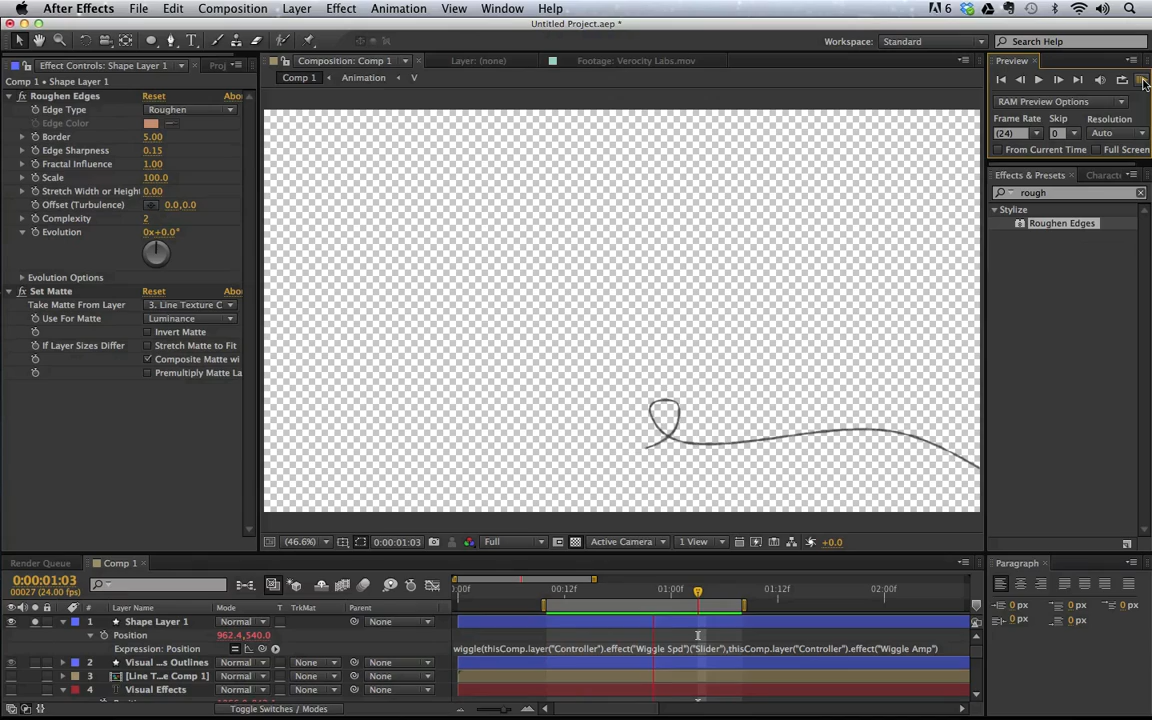 After Effects File Edit Composition Layer Effect Animation View Window Help 6
Untitled Project.aep *
Workspace: Standard Search Help
Effect Controls: Shape Layer 1 Proj
Composition: Comp 1 Layer: (none) Footage: Verocity Labs.mov
Preview
Comp 1 • Shape Layer 1
Comp 1 Animation V
fx Roughen Edges Reset Abou
Edge Type Roughen
Edge Color
Border 5.00
Edge Sharpness 0.15
Fractal Influence 1.00
Scale 100.0
Stretch Width or Height 0.00
Offset (Turbulence) 0.0,0.0
Complexity 2
Evolution 0x+0.0°
Evolution Options
fx Set Matte Reset Abou
Take Matte From Layer 3. Line Texture C
Use For Matte Luminance
Invert Matte
If Layer Sizes Differ Stretch Matte to Fit
Composite Matte wi
Premultiply Matte La
RAM Preview Options
Frame Rate Skip Resolution
(24) 0 Auto
From Current Time Full Screen
Effects & Presets Characte
rough
Stylize
Roughen Edges
(46.6%) 0:00:01:03 Full Active Camera 1 View +0.0
Render Queue Comp 1
Paragraph
0:00:01:03
00027 (24.00 fps)
:00f 00:12f 01:00f 01:12f 02:00f
# Layer Name Mode T TrkMat Parent
1 Shape Layer 1 Normal None
Position 962.4,540.0
Expression: Position
wiggle(thisComp.layer("Controller").effect("Wiggle Spd")("Slider"),thisComp.layer("Controller").effect("Wiggle Amp")
2 Visual ...s Outlines Normal None None
3 [Line T...e Comp 1] Normal None None
4 T Visual Effects Normal None None
Toggle Switches / Modes
0 px 0 px 0 px
0 px 0 px